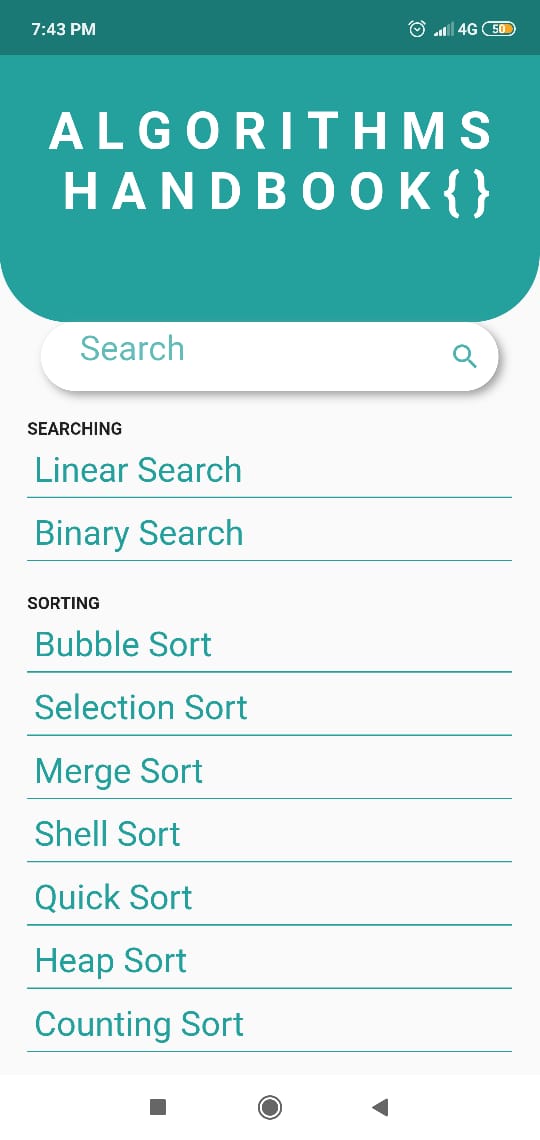 7:43 PM 4G 50
ALGORITHMS
HANDBOOK{}
Search
SEARCHING
Linear Search
Binary Search
SORTING
Bubble Sort
Selection Sort
Merge Sort
Shell Sort
Quick Sort
Heap Sort
Counting Sort